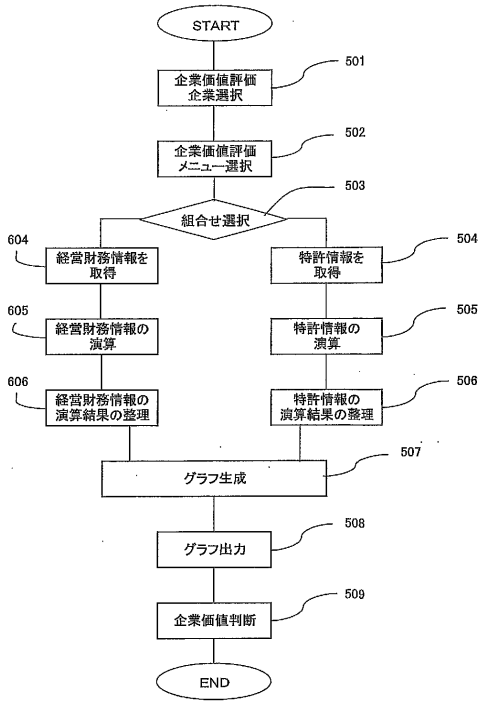 START
501
企業価値評価
企業選択
502
企業価値評価
メニュー選択
503
組合せ選択
604
経営財務情報を
取得
504
特許情報を
取得
605
経営財務情報の
演算
505
特許情報の
演算
606
経営財務情報の
演算結果の整理
506
特許情報の
演算結果の整理
507
グラフ生成
508
グラフ出力
509
企業価値判断
END